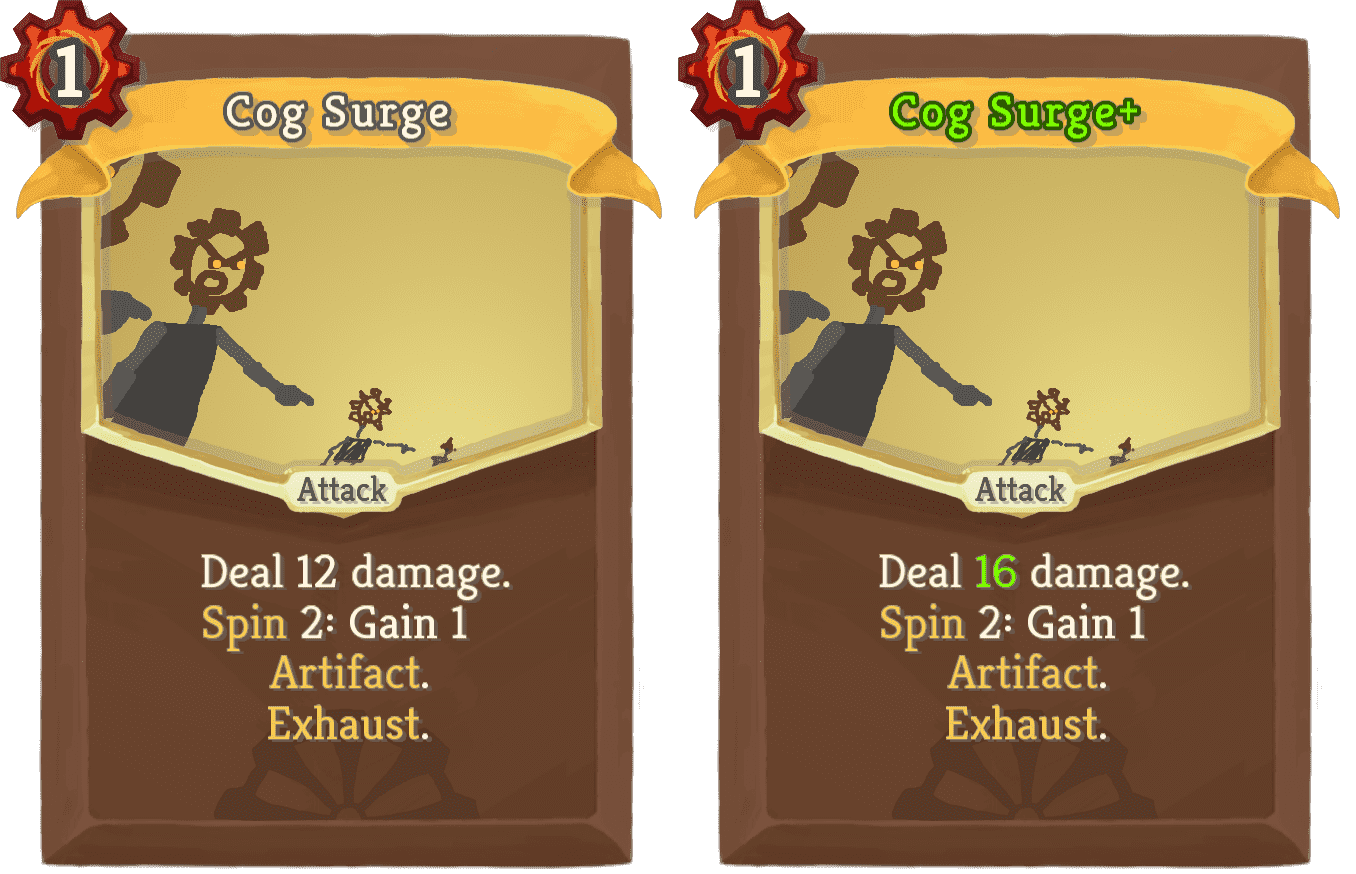 1
Cog Surge
Attack
Deal 12 damage.
Spin 2: Gain 1
Artifact.
Exhaust.
1
Cog Surge+
Attack
Deal 16 damage.
Spin 2: Gain 1
Artifact.
Exhaust.